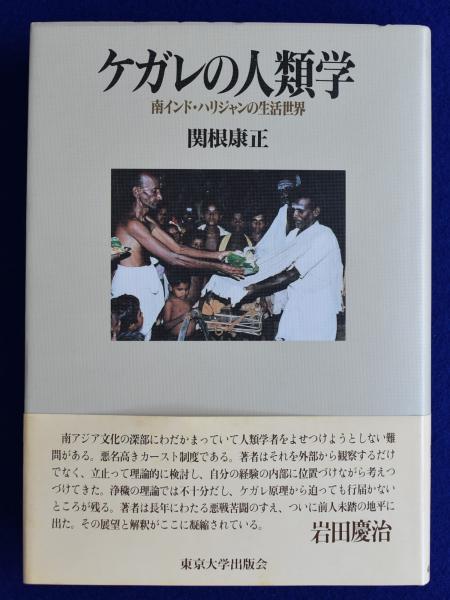 ケガレの人類学
南インド・ハリジャンの生活世界
関根康正
南アジア文化の深部にわだかまっていて人類学者をよせつけようとしない難
問がある。悪名高きカースト制度である。著者はそれを外部から観察するだけ
でなく、立止って理論的に検討し、自分の経験の内部に位置づけながら考えつ
づけてきた。浄穢の理論では不十分だし、ケガレ原理から迫っても行届かない
ところが残る。著者は長年にわたる悪戦苦闘のすえ、ついに前人未踏の地平に
出た。その展望と解釈がここに凝縮されている。
岩田慶治
東京大学出版会